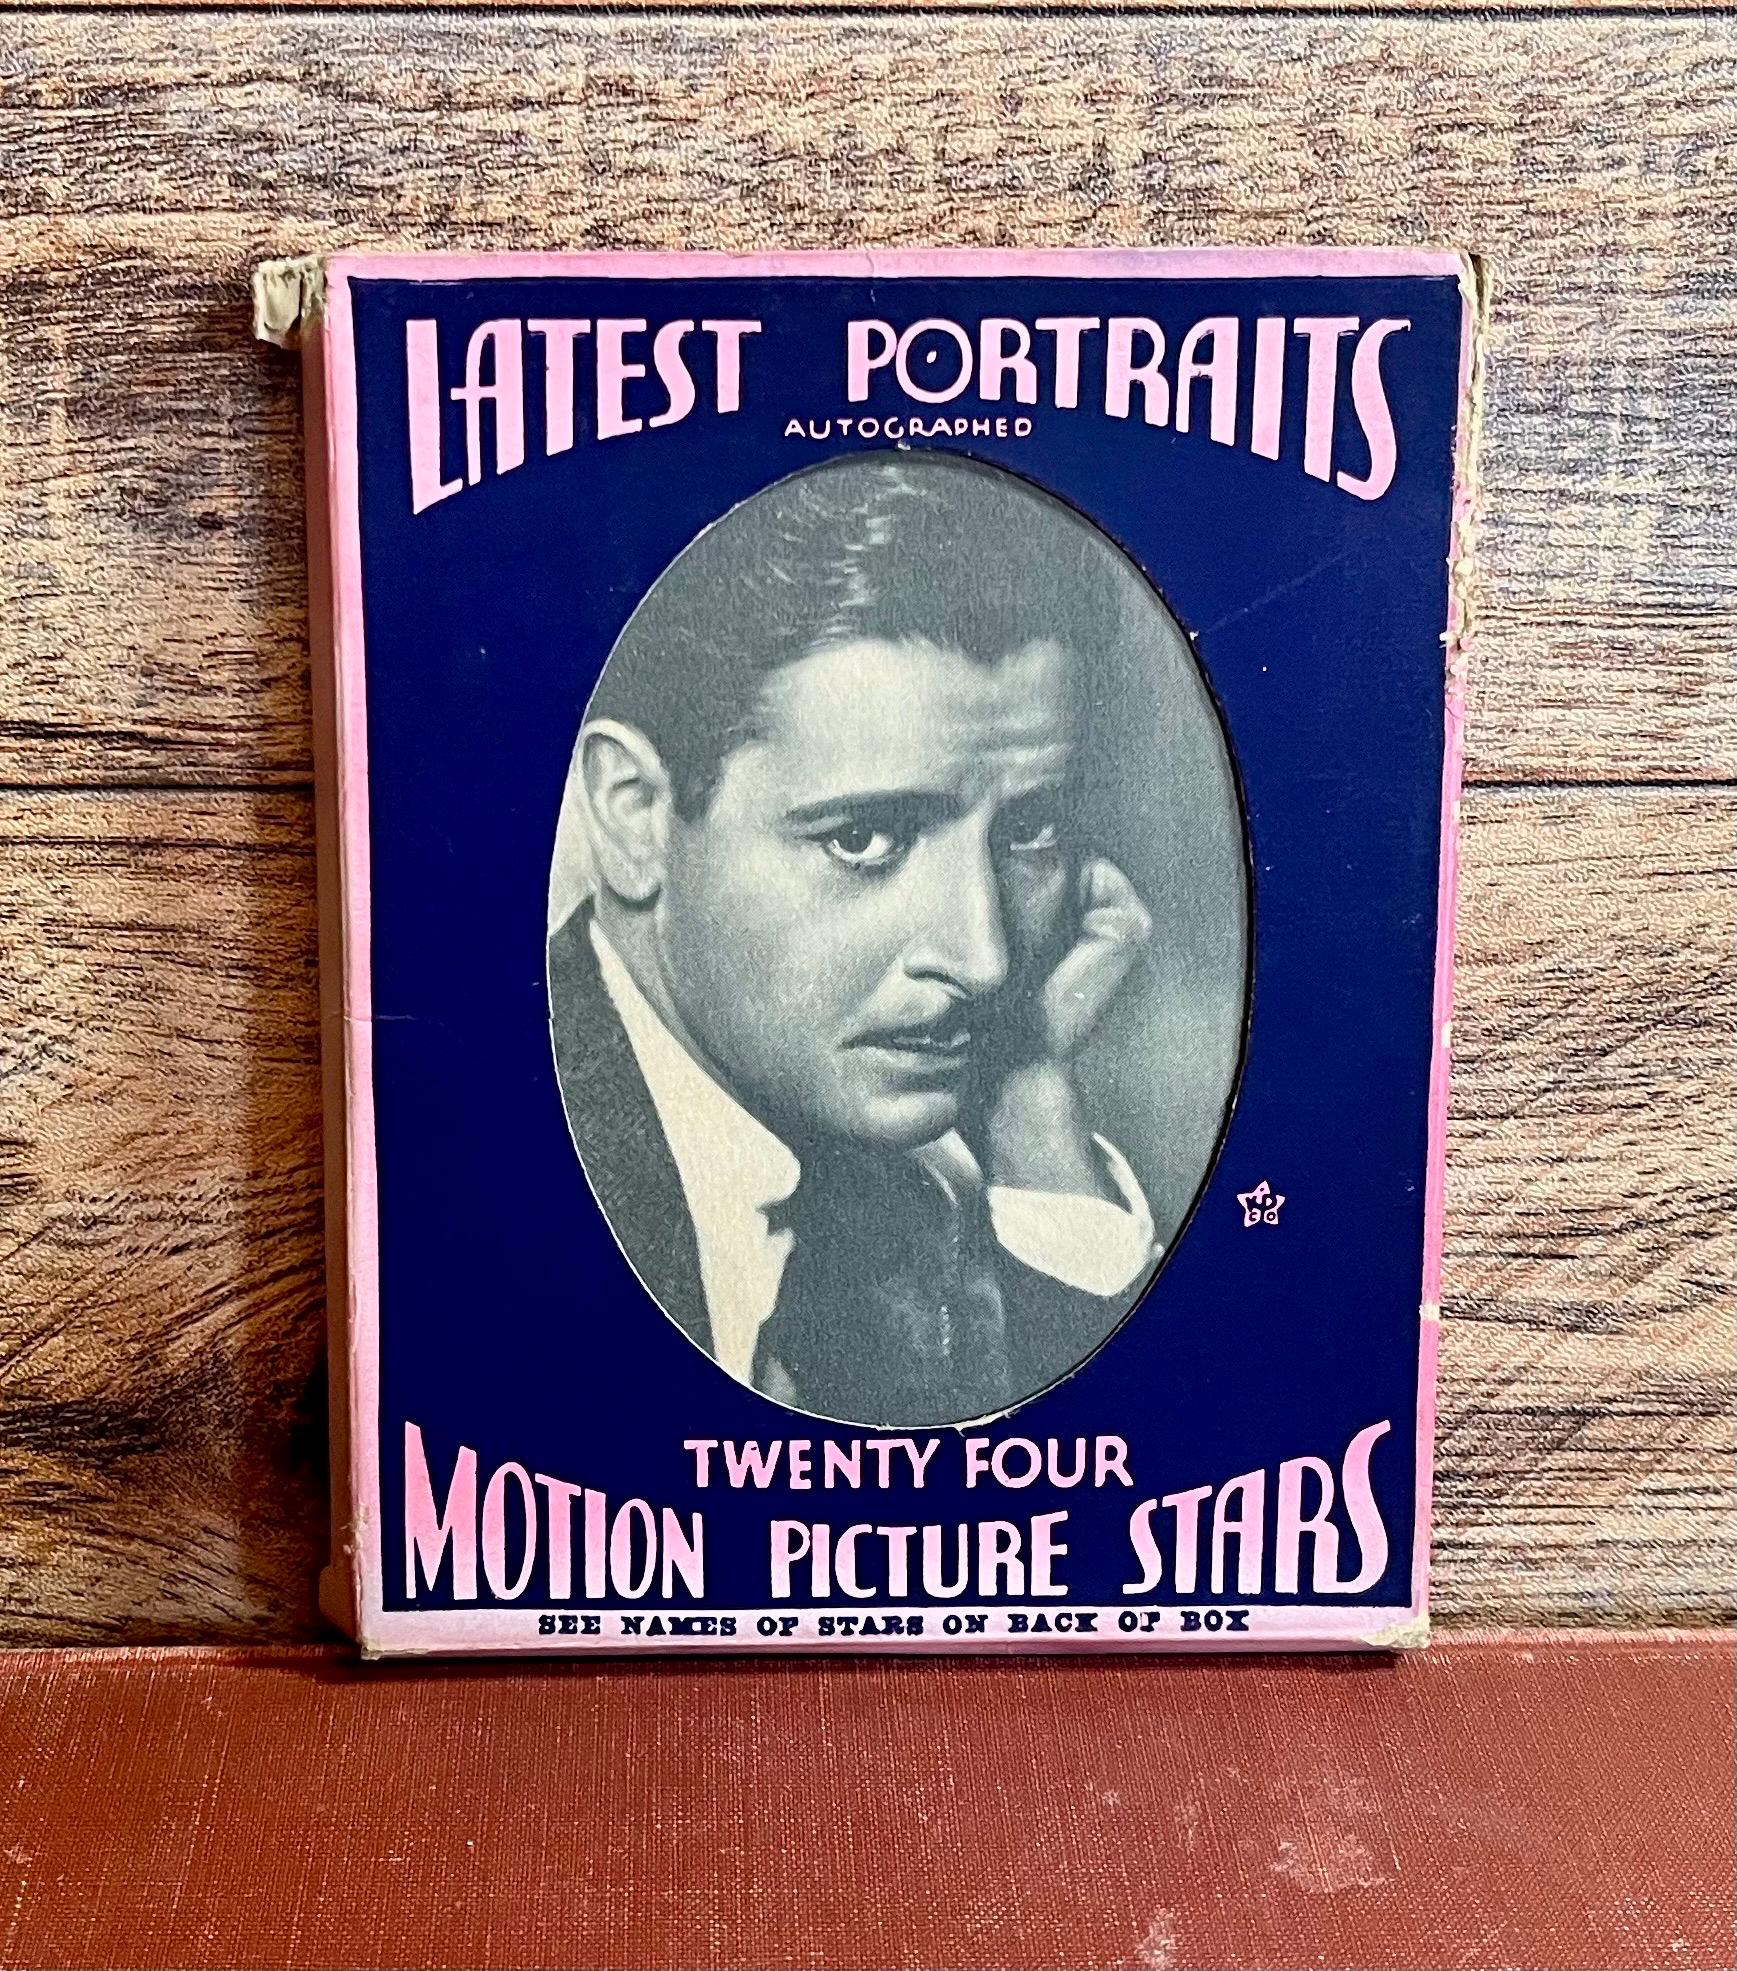 LATEST PORTRAITS
AUTOGRAPHED
TWENTY FOUR
MOTION PICTURE STARS
SEE NAMES OF STARS ON BACK OF BOX